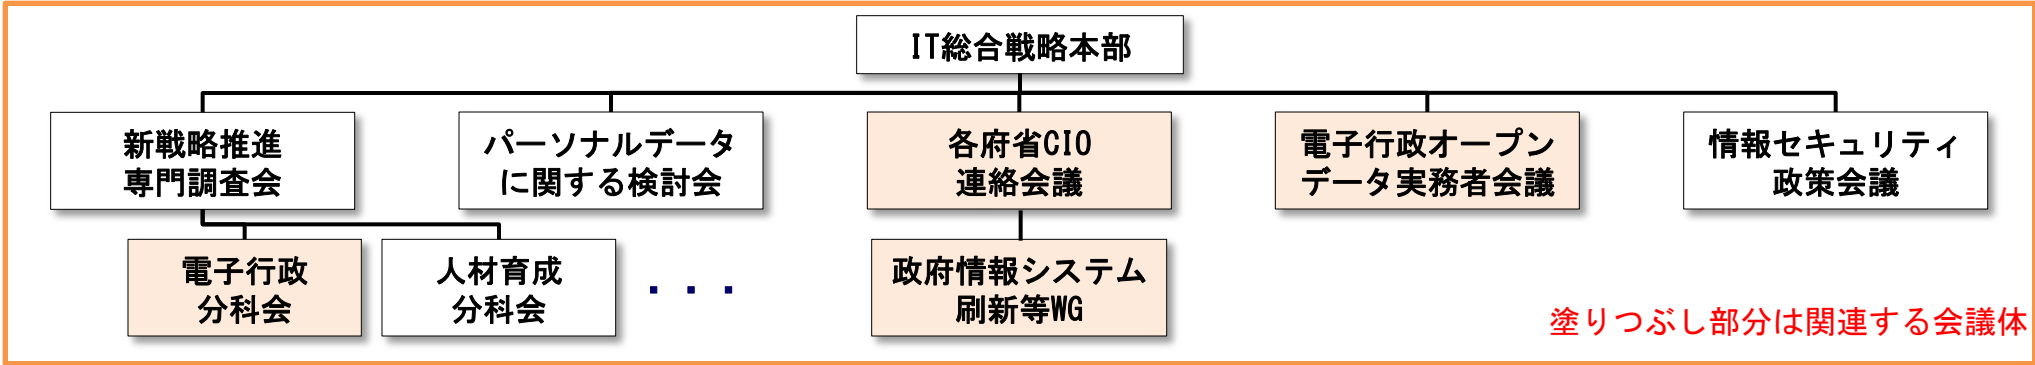 IT総合戦略本部
新戦略推進
専門調査会
パーソナルデータ
に関する検討会
各府省CIO
連絡会議
電子行政オープン
データ実務者会議
情報セキュリティ
政策会議
電子行政
分科会
人材育成
分科会
・・・
政府情報システム
刷新等WG
塗りつぶし部分は関連する会議体